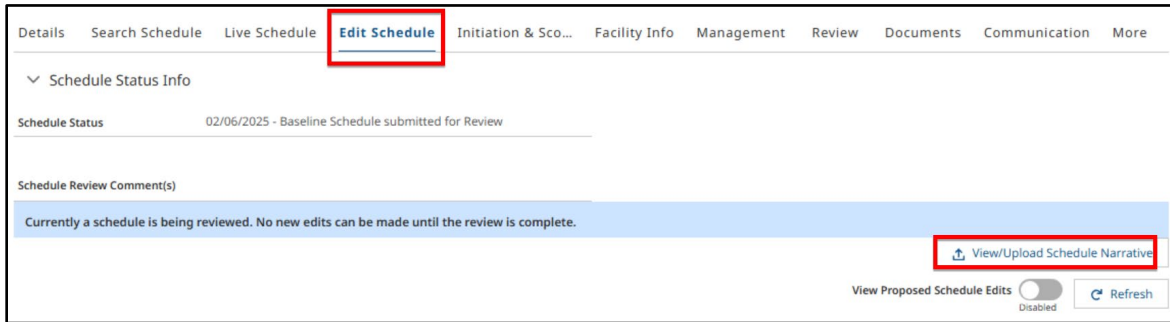 Details Search Schedule Live Schedule Edit Schedule Initiation & Sco... Facility Info Management Review Documents Communication More
Schedule Status Info
Schedule Status 02/06/2025 - Baseline Schedule submitted for Review
Schedule Review Comment(s)
Currently a schedule is being reviewed. No new edits can be made until the review is complete.
View/Upload Schedule Narrative
View Proposed Schedule Edits Disabled Refresh